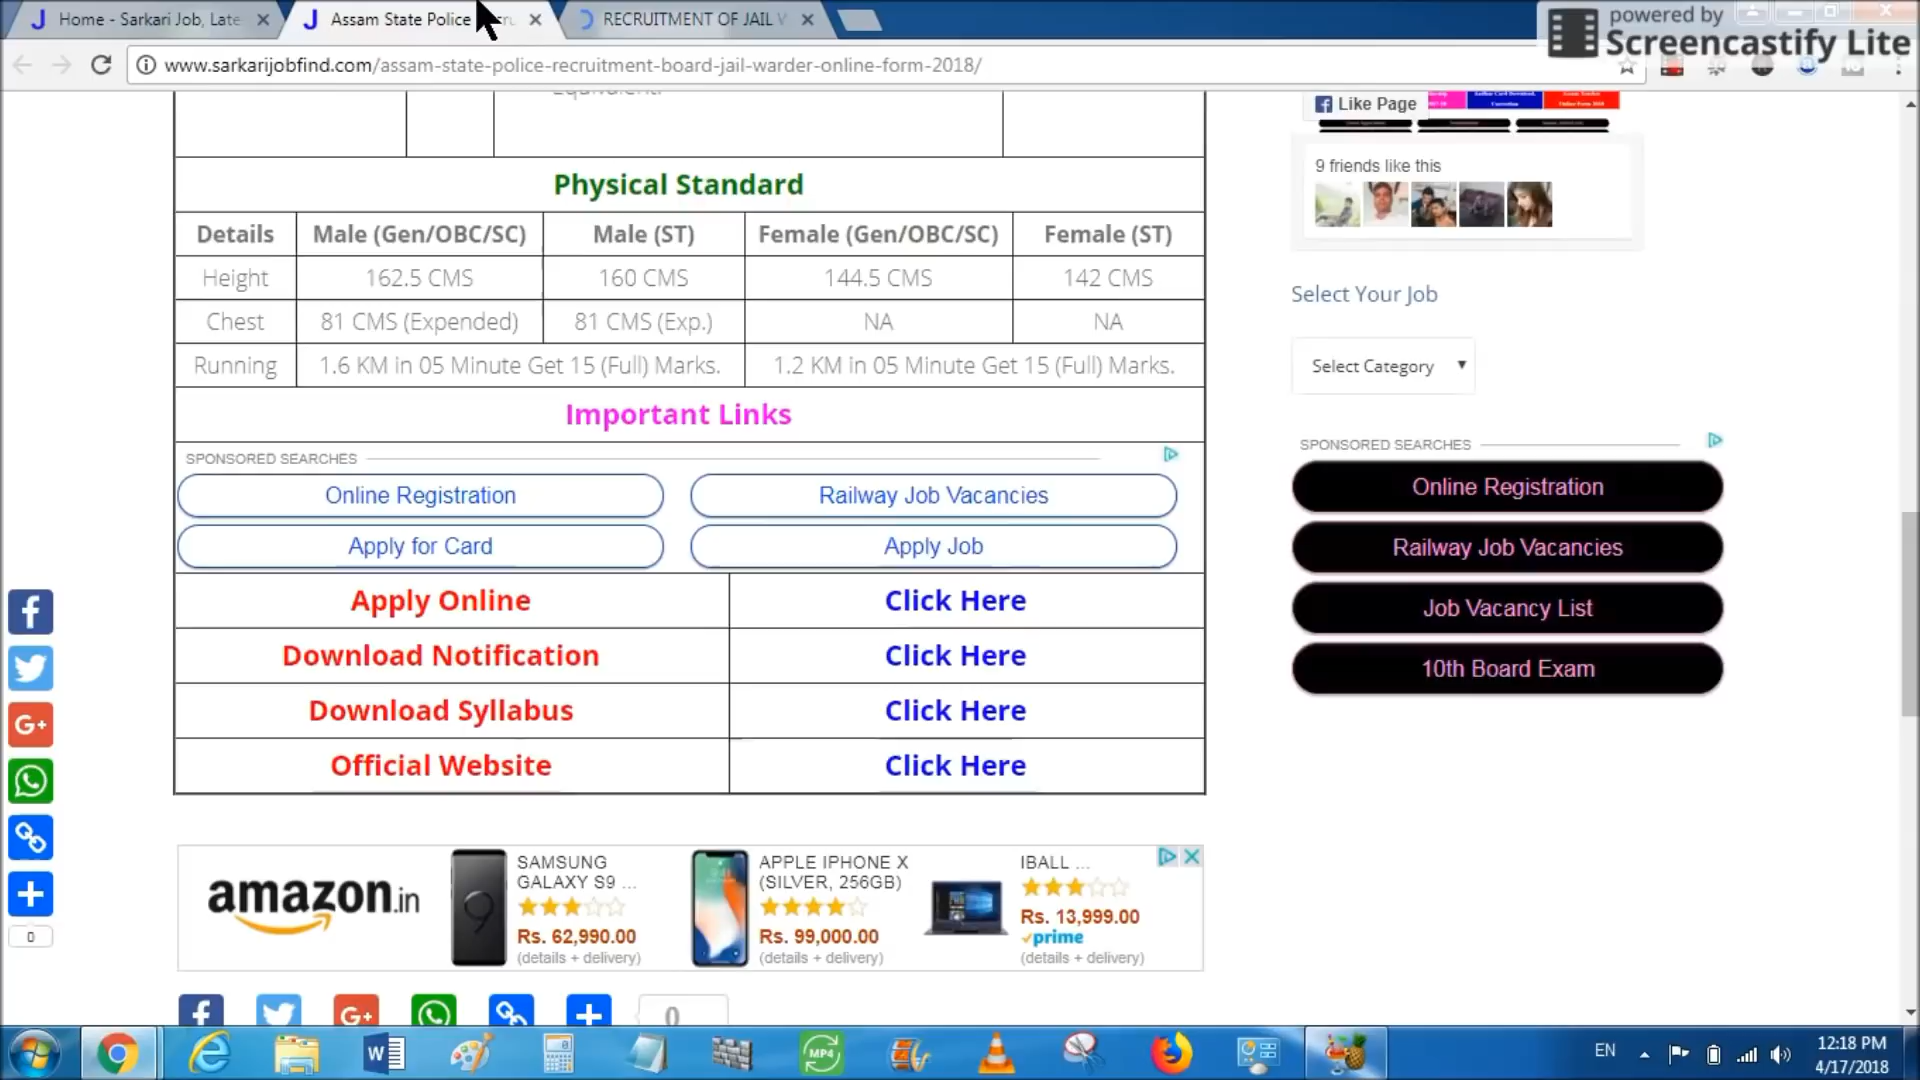 Home - Sarkari Job, Late
Assam State Police
RECRUITMENT OF JAIL W
powered by
Screencastify Lite
www.sarkarijobfind.com/assam-state-police-recruitment-board-jail-warder-online-form-2018/
Equivalent.
Like Page
9 friends like this
Physical Standard
Details Male (Gen/OBC/SC) Male (ST) Female (Gen/OBC/SC) Female (ST)
Height 162.5 CMS 160 CMS 144.5 CMS 142 CMS
Chest 81 CMS (Expended) 81 CMS (Exp.) NA NA
Running 1.6 KM in 05 Minute Get 15 (Full) Marks. 1.2 KM in 05 Minute Get 15 (Full) Marks.
Important Links
SPONSORED SEARCHES
Online Registration Railway Job Vacancies
Apply for Card Apply Job
Apply Online Click Here
Download Notification Click Here
Download Syllabus Click Here
Official Website Click Here
Select Your Job
Select Category
SPONSORED SEARCHES
Online Registration
Railway Job Vacancies
Job Vacancy List
10th Board Exam
G+
0
amazon.in
SAMSUNG
GALAXY S9 ...
Rs. 62,990.00
(details + delivery)
APPLE IPHONE X
(SILVER, 256GB)
Rs. 99,000.00
(details + delivery)
IBALL ...
Rs. 13,999.00
prime
(details + delivery)
G+
0
MP4
EN
12:18 PM
4/17/2018